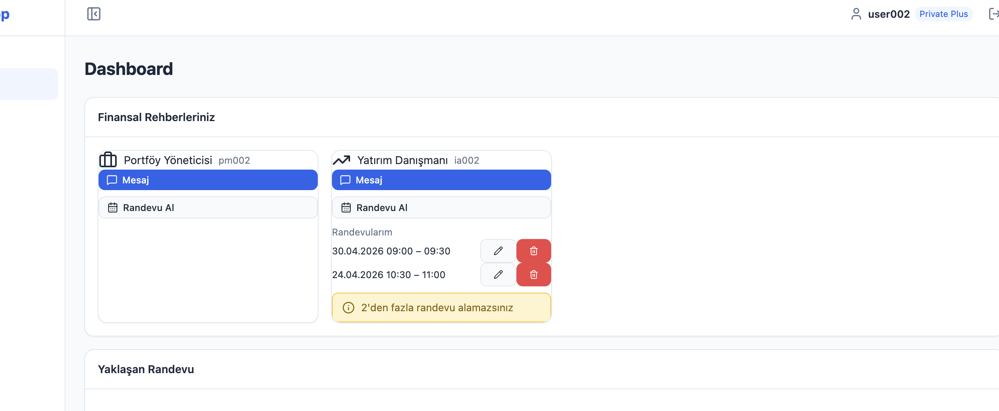 p
user002 Private Plus
Dashboard
Finansal Rehberleriniz
Portföy Yöneticisi pm002
Mesaj
Randevu Al
Yatırım Danışmanı ia002
Mesaj
Randevu Al
Randevularım
30.04.2026 09:00 – 09:30
24.04.2026 10:30 – 11:00
2'den fazla randevu alamazsınız
Yaklaşan Randevu